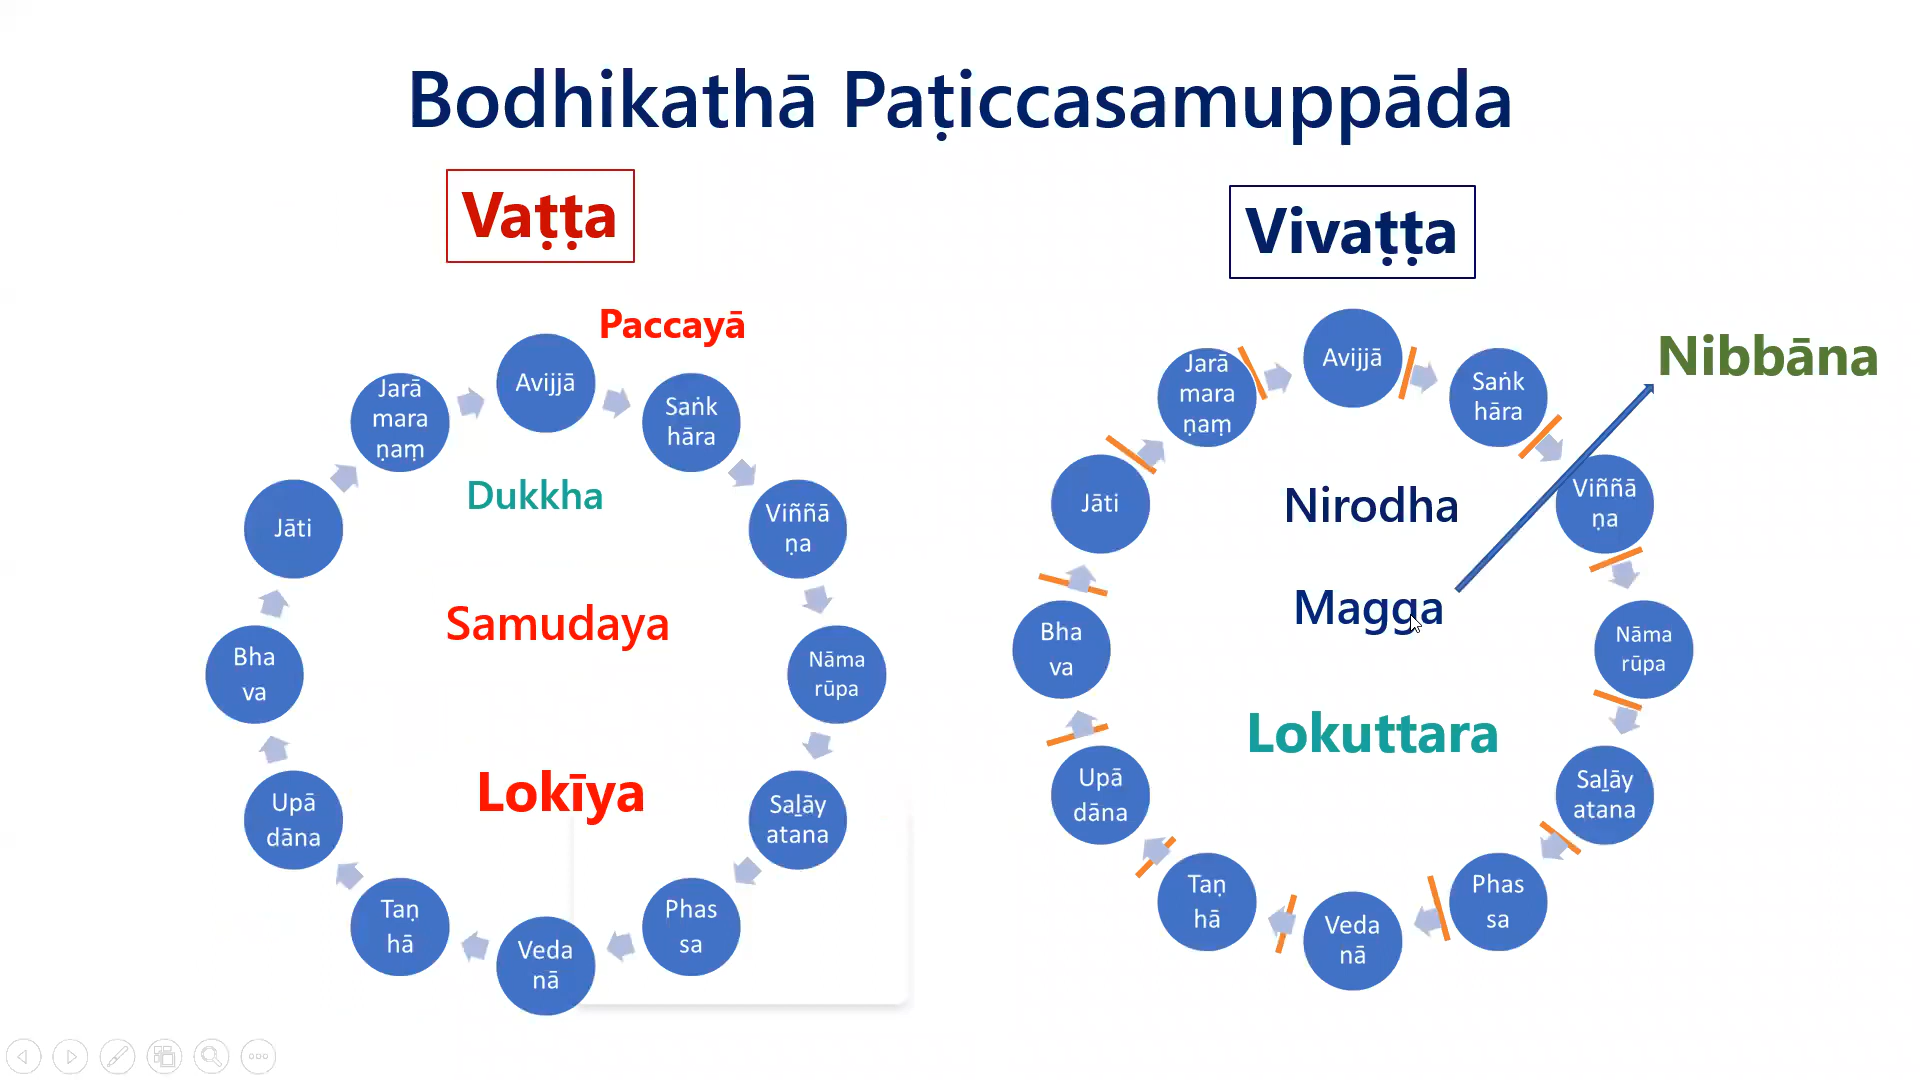 Bodhikathā Paṭiccasamuppāda
Vaṭṭa
Paccayā
Avijjā
Saṅk
hāra
Viññā
ṇa
Nāma
rūpa
Saḻāy
atana
Phas
sa
Veda
nā
Taṇ
hā
Upā
dāna
Bha
va
Jāti
Jarā
mara
ṇaṃ
Dukkha
Samudaya
Lokīya
Vivaṭṭa
Nibbāna
Avijjā
Saṅk
hāra
Viññā
ṇa
Nāma
rūpa
Saḻāy
atana
Phas
sa
Veda
nā
Taṇ
hā
Upā
dāna
Bha
va
Jāti
Jarā
mara
ṇaṃ
Nirodha
Magga
Lokuttara